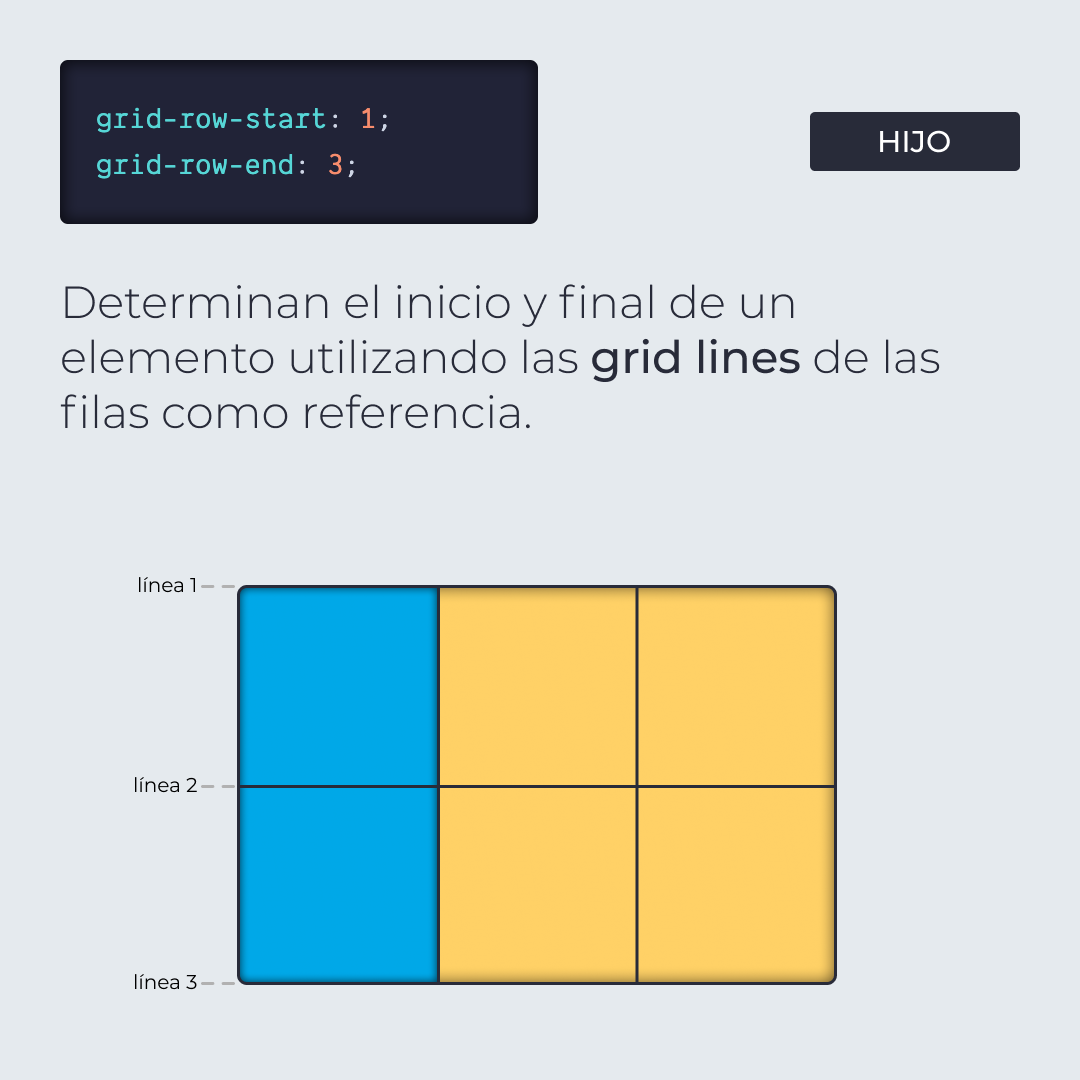 grid-row-start: 1;
grid-row-end: 3;
HIJO
Determinan el inicio y final de un
elemento utilizando las grid lines de las
filas como referencia.
línea 1
línea 2
línea 3